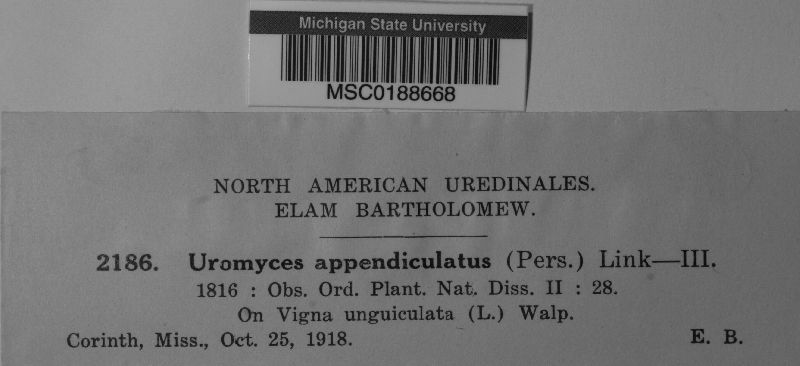 Michigan State University
MSC0188668
NORTH AMERICAN UREDINALES.
ELAM BARTHOLOMEW.
2186. Uromyces appendiculatus (Pers.) Link—III.
1816 : Obs. Ord. Plant. Nat. Diss. II : 28.
On Vigna unguiculata (L.) Walp.
Corinth, Miss., Oct. 25, 1918. E. B.